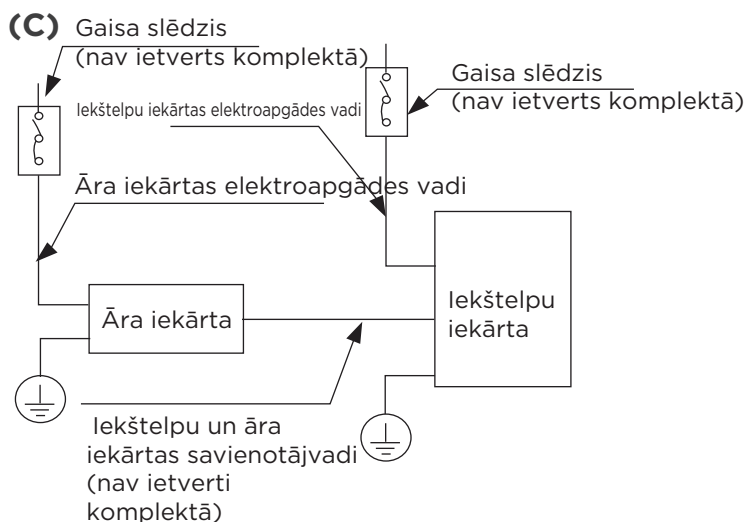 (C) Gaisa slēdzis
(nav ietverts komplektā)
Gaisa slēdzis
(nav ietverts komplektā)
Iekštelpu iekārtas elektroapgādes vadi
Āra iekārtas elektroapgādes vadi
Āra iekārta
Iekštelpu
iekārta
Iekštelpu un āra
iekārtas savienotājvadi
(nav ietverti
komplektā)